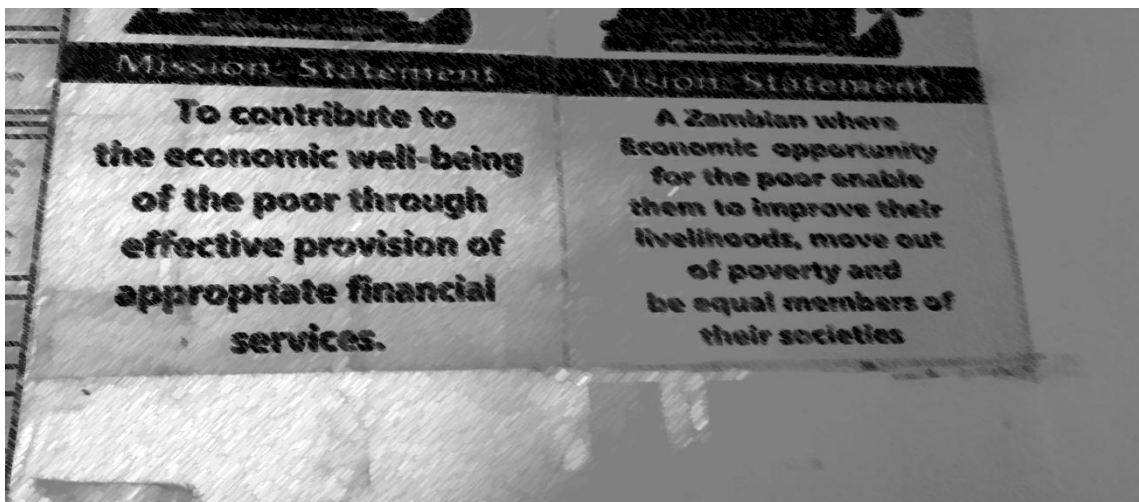 Mission Statement
To contribute to
the economic well-being
of the poor through
effective provision of
appropriate financial
services.
Vision Statement
A Zambian where
Economic opportunity
for the poor enable
them to improve their
livelihoods, move out
of poverty and
be equal members of
their societies